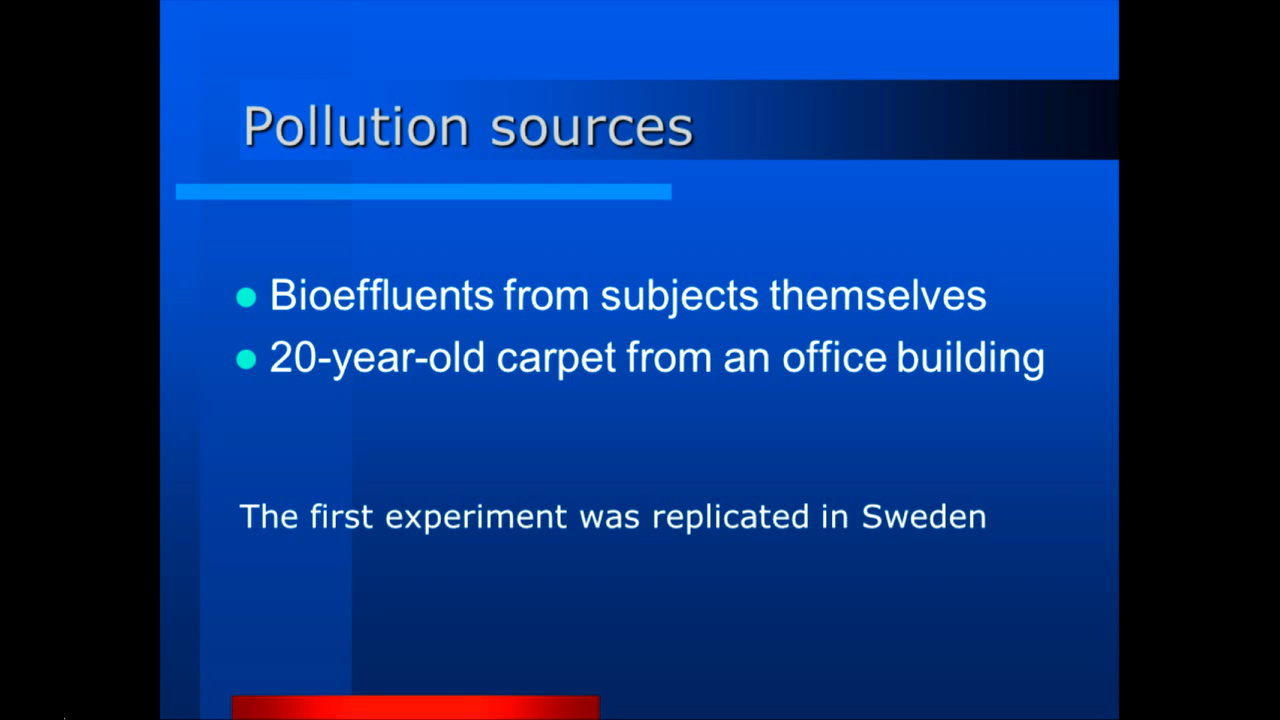 Pollution sources
Bioeffluents from subjects themselves
20-year-old carpet from an office building
The first experiment was replicated in Sweden